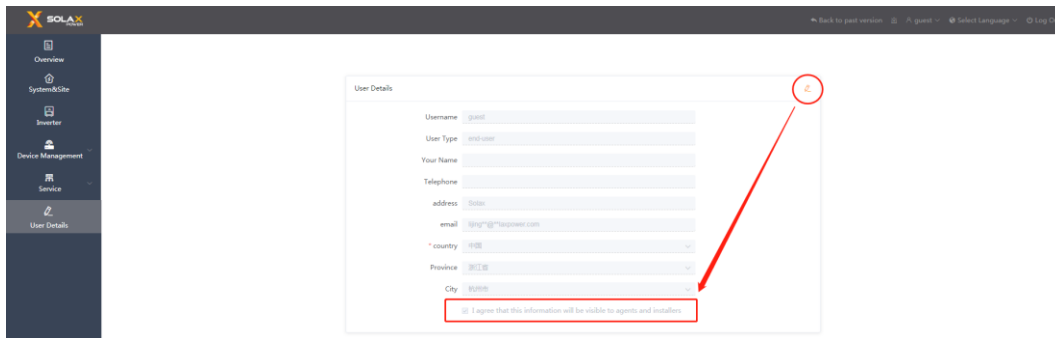 SOLAX
POWER
Back to past version
guest
Select Language
Log O
Overview
System&Site
Inverter
Device Management
Service
User Details
User Details
Username guest
User Type end-user
Your Name
Telephone
address Solax
email
* country 中国
Province 浙江省
City 杭州市
I agree that this information will be visible to agents and installers